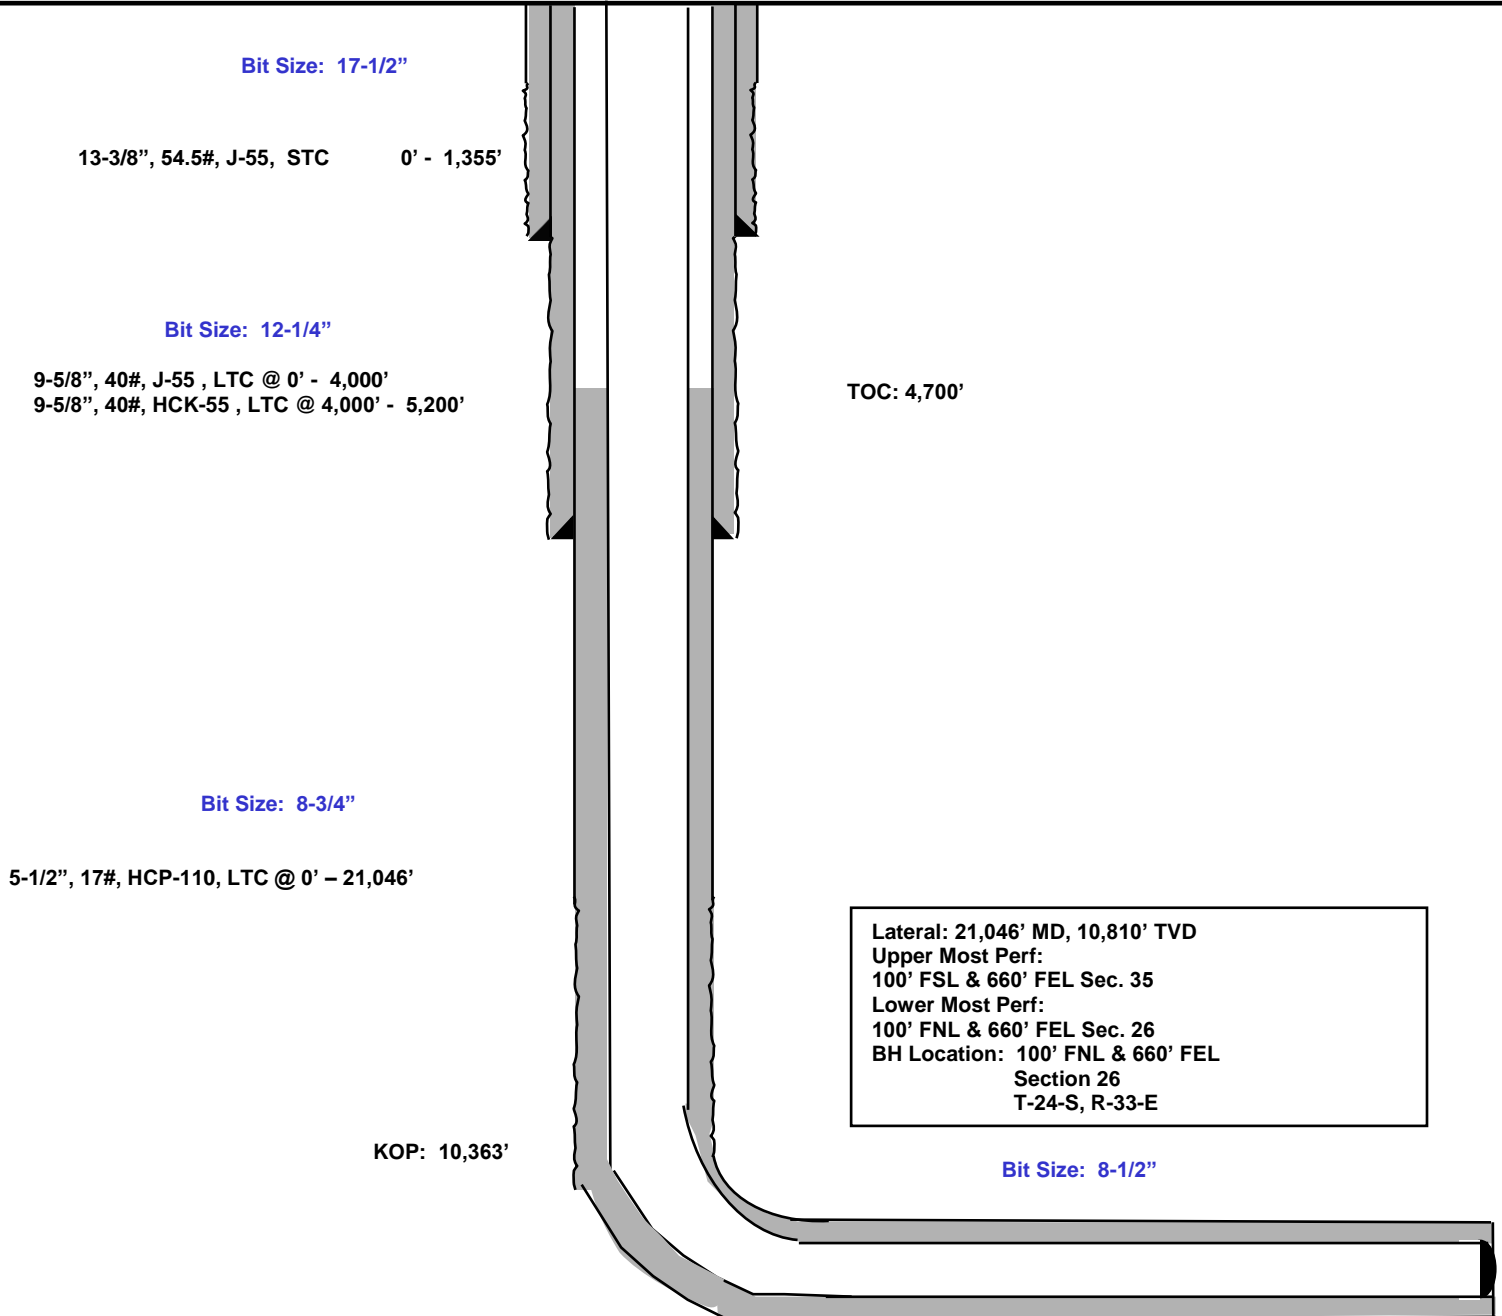 Bit Size:  17-1/2”
13-3/8”, 54.5#, J-55,  STC          0’ -  1,355’
Bit Size:  12-1/4”
9-5/8”, 40#, J-55 , LTC @ 0’ -  4,000’
9-5/8”, 40#, HCK-55 , LTC @ 4,000’ -  5,200’
TOC: 4,700’
Bit Size:  8-3/4”
5-1/2”, 17#, HCP-110, LTC @ 0’ – 21,046’
Lateral: 21,046’ MD, 10,810’ TVD
Upper Most Perf:
100’ FSL & 660’ FEL Sec. 35
Lower Most Perf:
100’ FNL & 660’ FEL Sec. 26
BH Location:  100’ FNL & 660’ FEL
Section 26
T-24-S, R-33-E
KOP:  10,363’
Bit Size:  8-1/2”